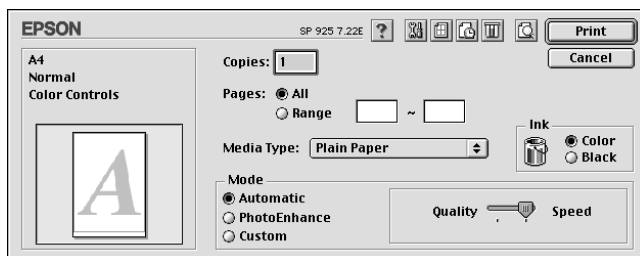 EPSON
SP 925 7.22E ?
Print
Cancel
A4
Normal
Color Controls
A
Copies: 1
Pages: All
Range ~
Media Type: Plain Paper
Ink
Color
Black
Mode
Automatic
PhotoEnhance
Custom
Quality Speed